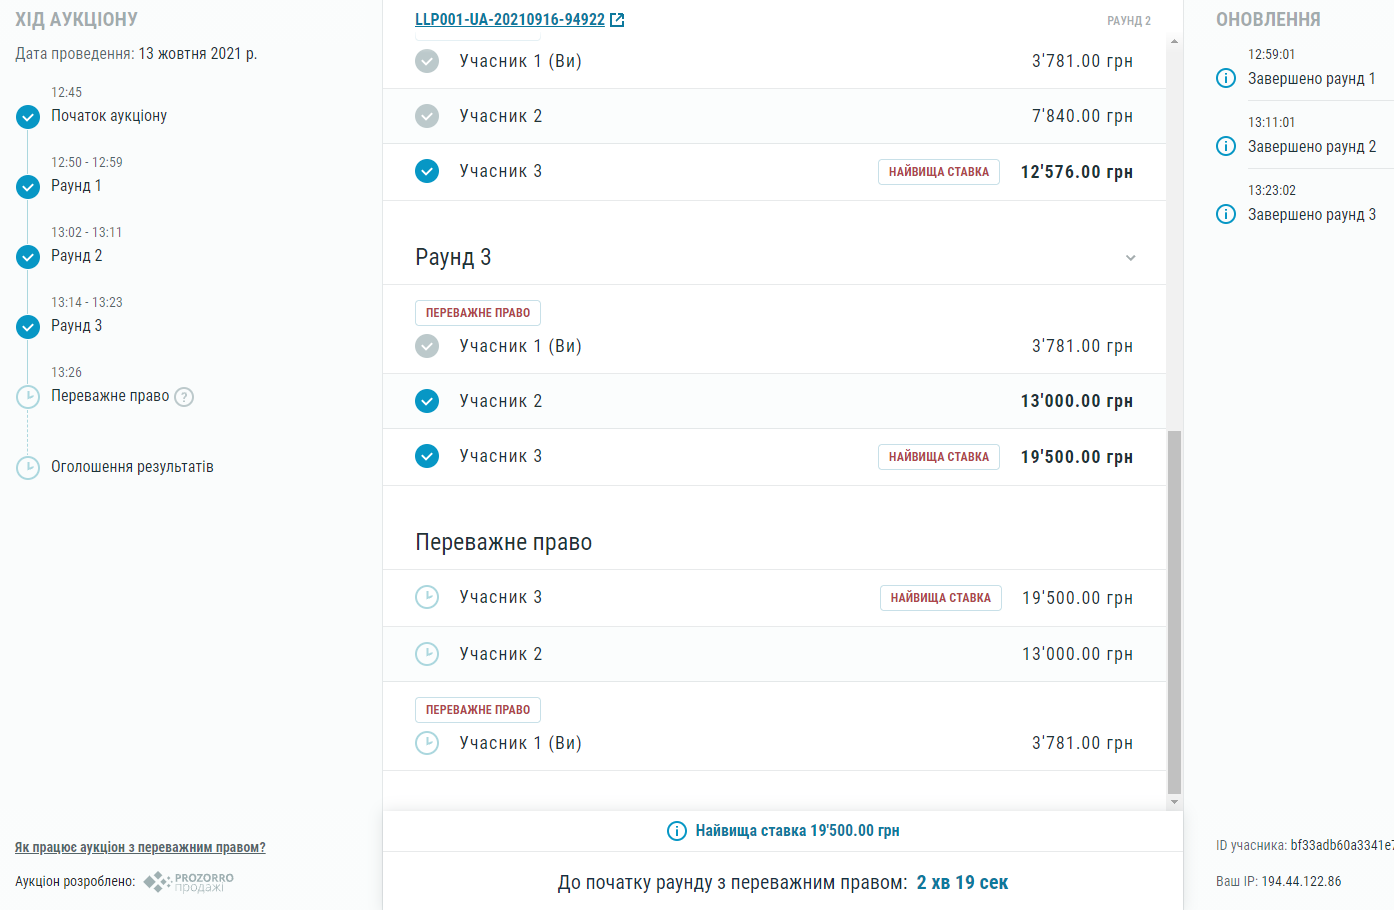 ХІД АУКЦІОНУ
Дата проведення: 13 жовтня 2021 р.
12:45
Початок аукціону
12:50 - 12:59
Раунд 1
13:02 - 13:11
Раунд 2
13:14 - 13:23
Раунд 3
13:26
Переважне право ?
Оголошення результатів
Як працює аукціон з переважним правом?
Аукціон розроблено: PROZORRO продажі
LLP001-UA-20210916-94922
РАУНД 2
Учасник 1 (Ви) 3'781.00 грн
Учасник 2 7'840.00 грн
Учасник 3 НАЙВИЩА СТАВКА 12'576.00 грн
Раунд 3
ПЕРЕВАЖНЕ ПРАВО
Учасник 1 (Ви) 3'781.00 грн
Учасник 2 13'000.00 грн
Учасник 3 НАЙВИЩА СТАВКА 19'500.00 грн
Переважне право
Учасник 3 НАЙВИЩА СТАВКА 19'500.00 грн
Учасник 2 13'000.00 грн
ПЕРЕВАЖНЕ ПРАВО
Учасник 1 (Ви) 3'781.00 грн
Найвища ставка 19'500.00 грн
До початку раунду з переважним правом: 2 хв 19 сек
ОНОВЛЕННЯ
12:59:01
Завершено раунд 1
13:11:01
Завершено раунд 2
13:23:02
Завершено раунд 3
ID учасника: bf33adb60a3341e7
Ваш IP: 194.44.122.86